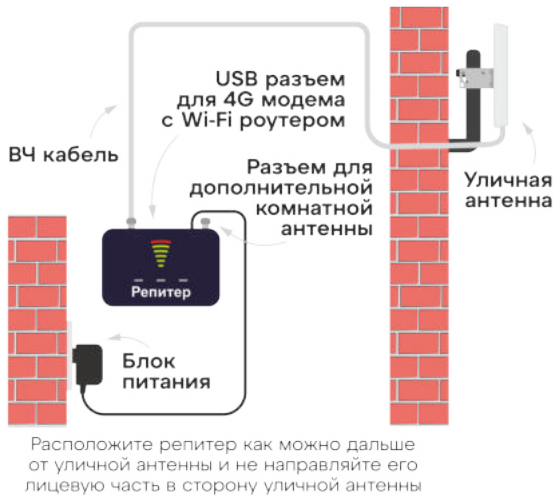 USB разъем
для 4G модема
с Wi-Fi роутером
ВЧ кабель
Разъем для
дополнительной
комнатной
антенны
Уличная
антенна
Репитер
Блок
питания
Расположите репитер как можно дальше
от уличной антенны и не направляйте его
лицевую часть в сторону уличной антенны